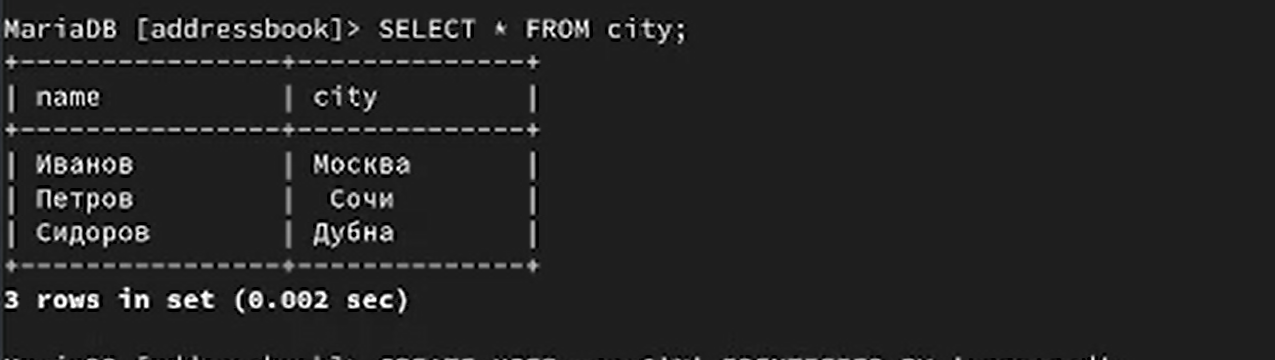 MariaDB [addressbook]> SELECT * FROM city;
+----------------+--------------+
| name           | city         |
+----------------+--------------+
| Иванов         | Москва       |
| Петров         |  Сочи        |
| Сидоров        | Дубна        |
+----------------+--------------+
3 rows in set (0.002 sec)